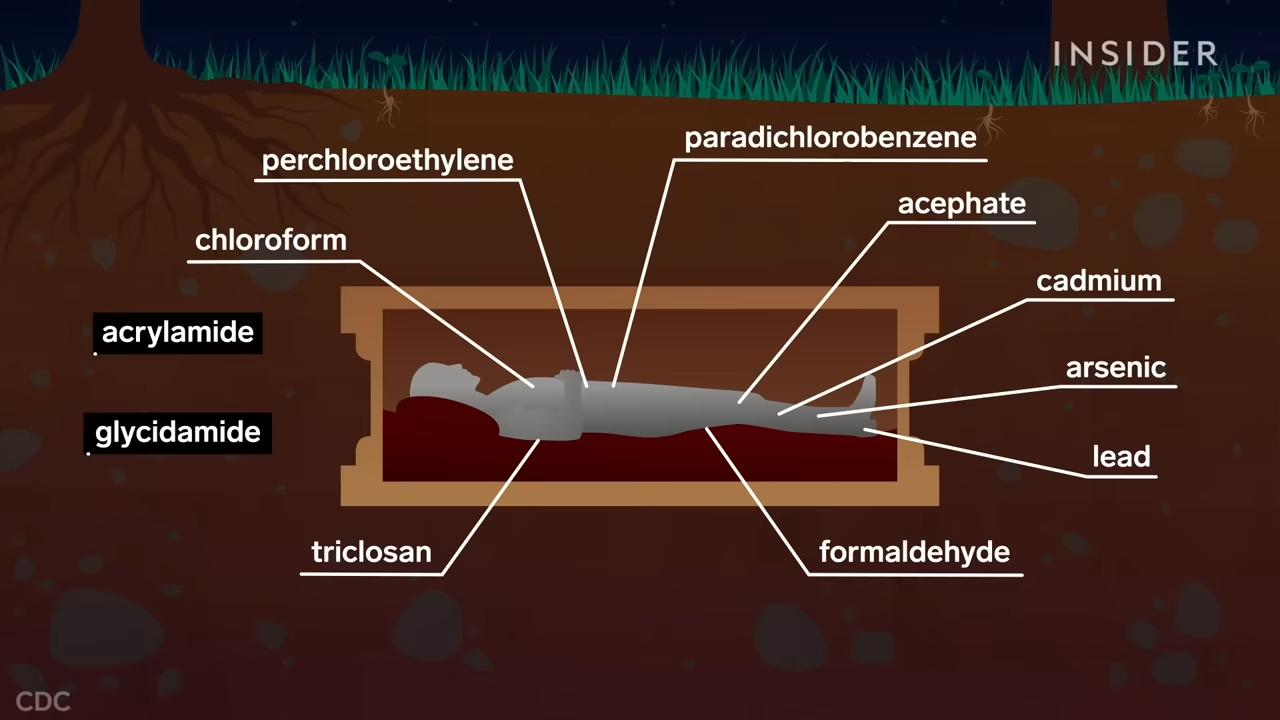 INSIDER
paradichlorobenzene
perchloroethylene
acephate
chloroform
cadmium
acrylamide
arsenic
glycidamide
lead
triclosan
formaldehyde
CDC